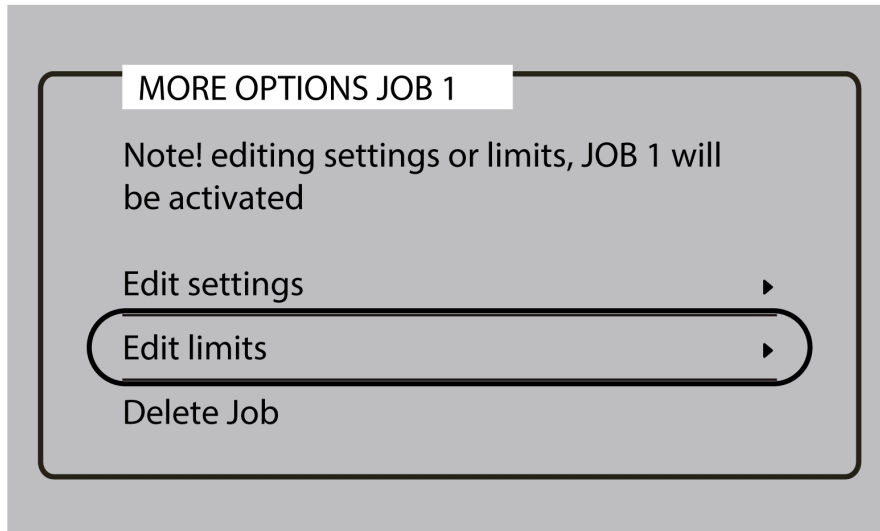 MORE OPTIONS JOB 1
Note! editing settings or limits, JOB 1 will
be activated
Edit settings
Edit limits
Delete Job